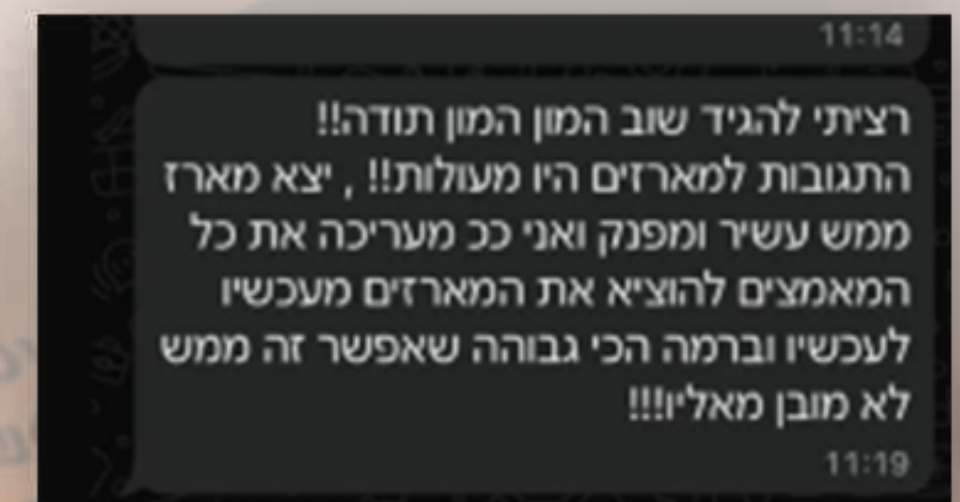 11:14
רציתי להגיד שוב המון המון תודה!!
התגובות למארזים היו מעולות!! , יצא מארז
ממש עשיר ומפנק ואני ככ מעריכה את כל
המאמצים להוציא את המארזים מעכשיו
לעכשיו וברמה הכי גבוהה שאפשר זה ממש
לא מובן מאליו!!!
11:19